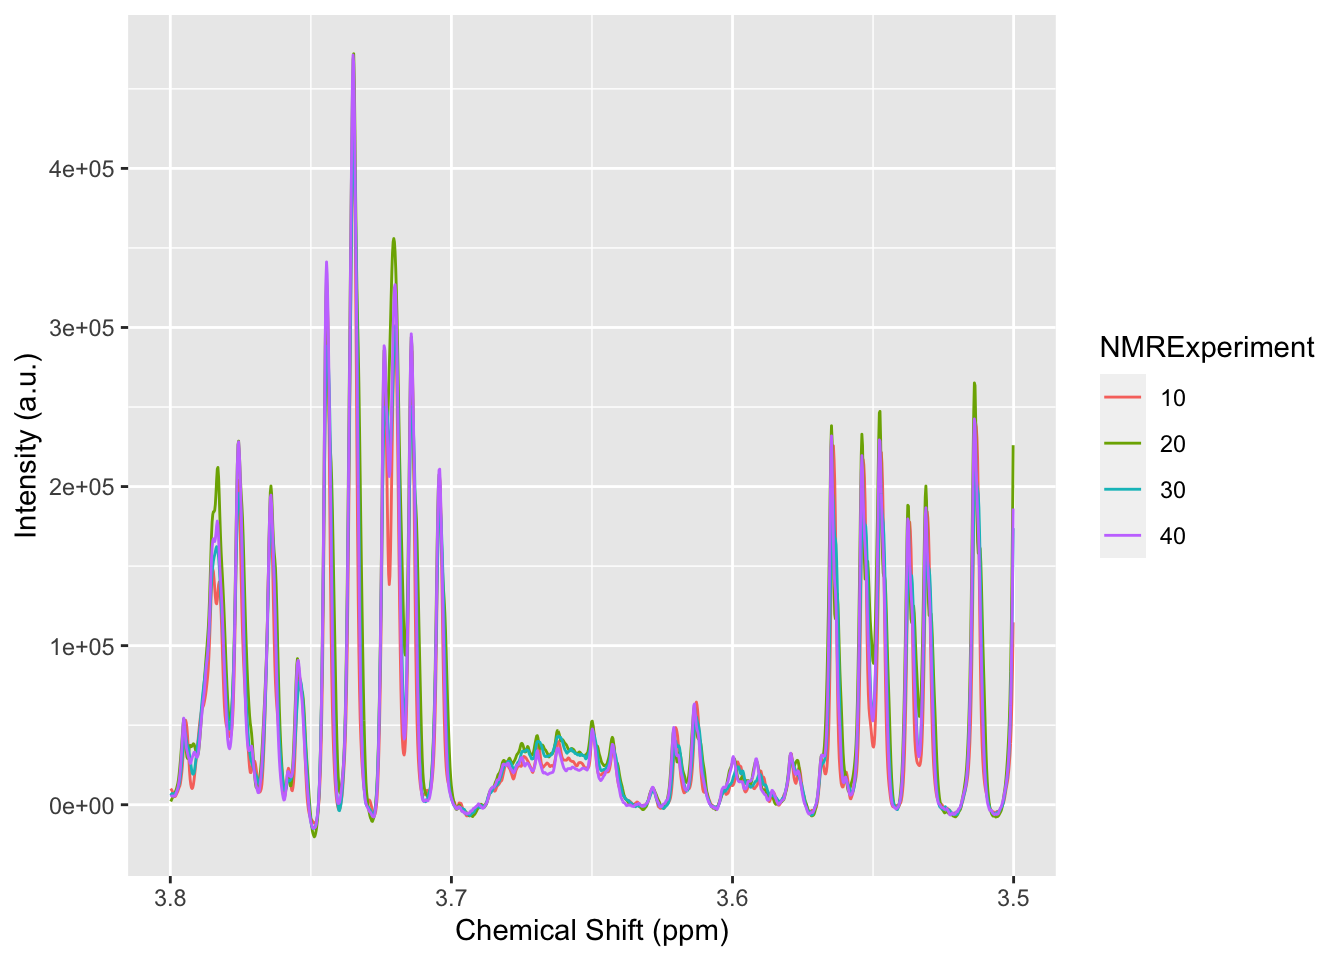 4e+05
3e+05
2e+05
1e+05
0e+00
3.8
3.7
3.6
3.5
Chemical Shift (ppm)
Intensity (a.u.)
NMRExperiment
10
20
30
40